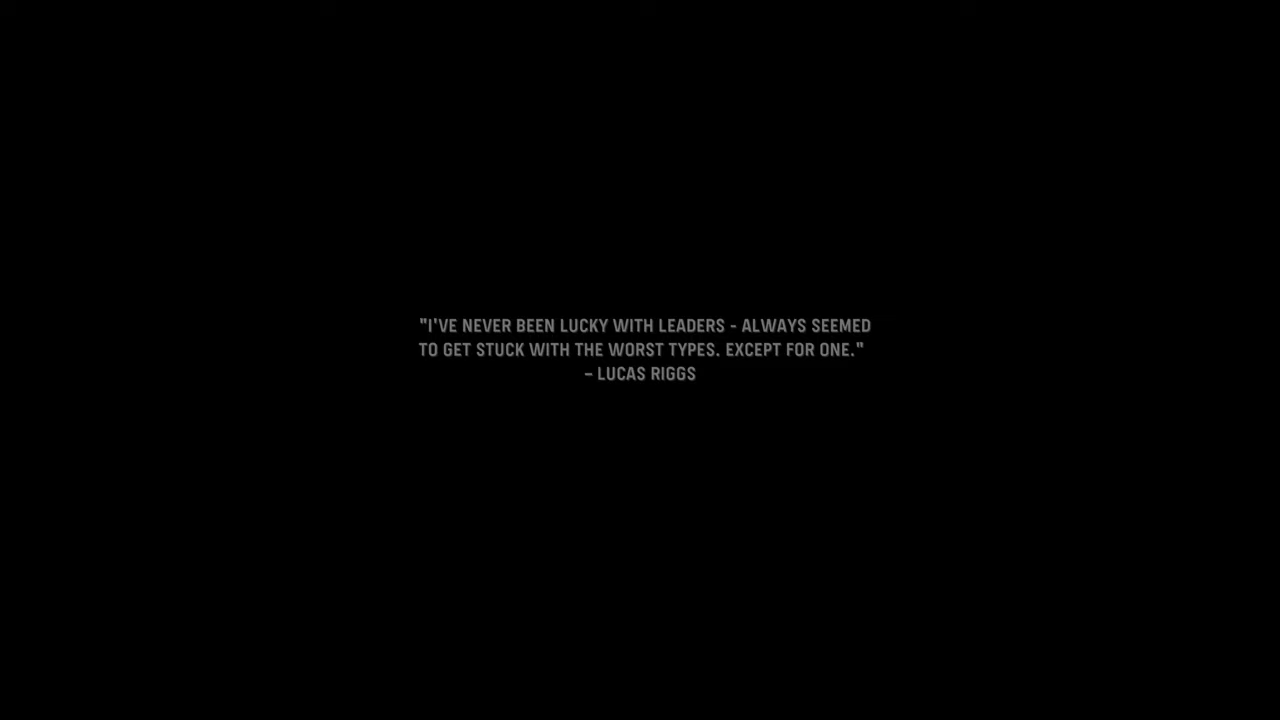 "I'VE NEVER BEEN LUCKY WITH LEADERS - ALWAYS SEEMED
TO GET STUCK WITH THE WORST TYPES. EXCEPT FOR ONE."
– LUCAS RIGGS